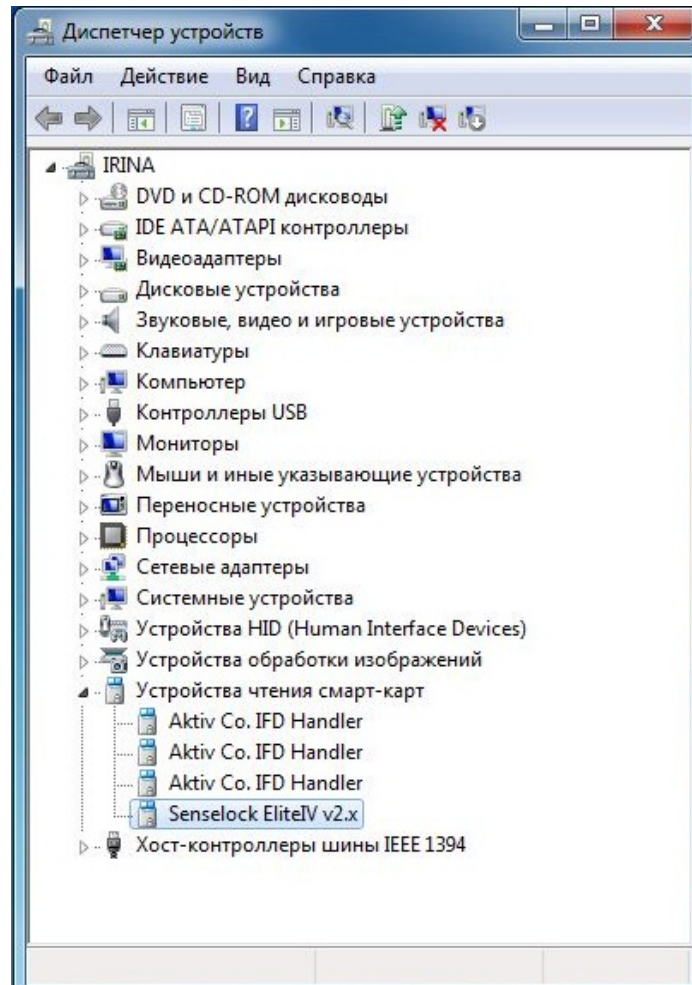 Диспетчер устройств
Файл Действие Вид Справка
IRINA
DVD и CD-ROM дисководы
IDE ATA/ATAPI контроллеры
Видеоадаптеры
Дисковые устройства
Звуковые, видео и игровые устройства
Клавиатуры
Компьютер
Контроллеры USB
Мониторы
Мыши и иные указывающие устройства
Переносные устройства
Процессоры
Сетевые адаптеры
Системные устройства
Устройства HID (Human Interface Devices)
Устройства обработки изображений
Устройства чтения смарт-карт
Aktiv Co. IFD Handler
Aktiv Co. IFD Handler
Aktiv Co. IFD Handler
Senselock EliteIV v2.x
Хост-контроллеры шины IEEE 1394